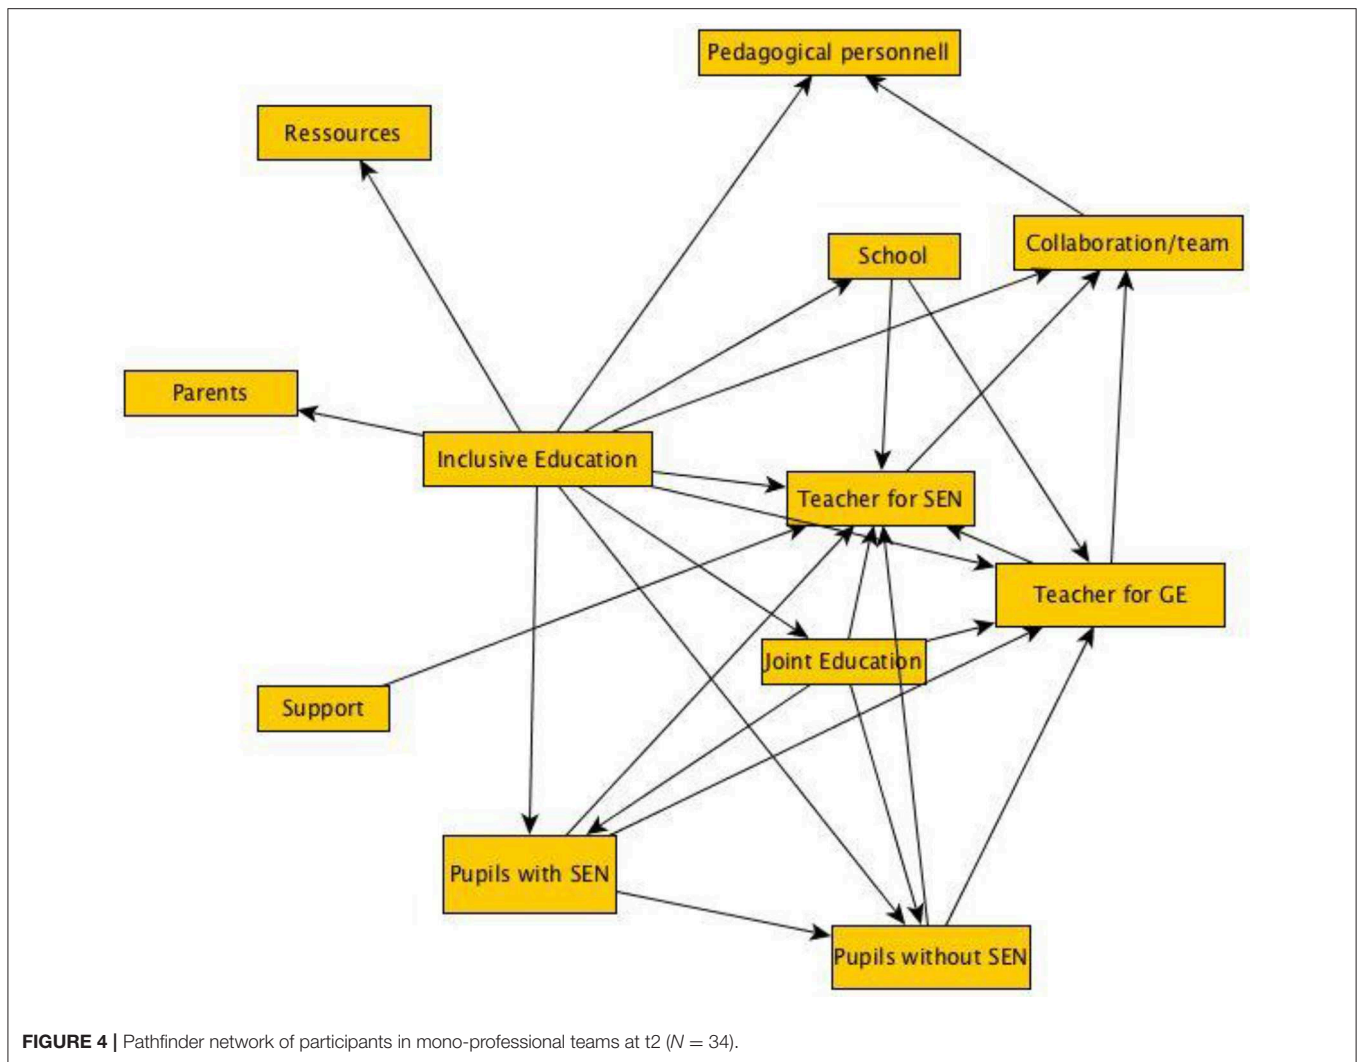 Pedagogical personnell
Ressources
Collaboration/team
School
Parents
Inclusive Education
Teacher for SEN
Teacher for GE
Joint Education
Support
Pupils with SEN
Pupils without SEN
FIGURE 4 | Pathfinder network of participants in mono-professional teams at t2 (N = 34).